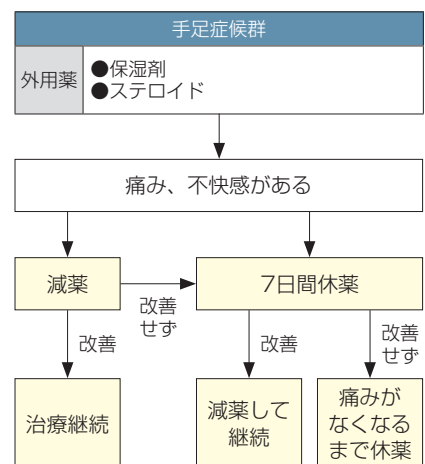 手足症候群
外用薬
●保湿剤
●ステロイド
痛み、不快感がある
減薬
改善
せず
7日間休薬
改善
改善
改善
せず
治療継続
減薬して
継続
痛みが
なくなる
まで休薬